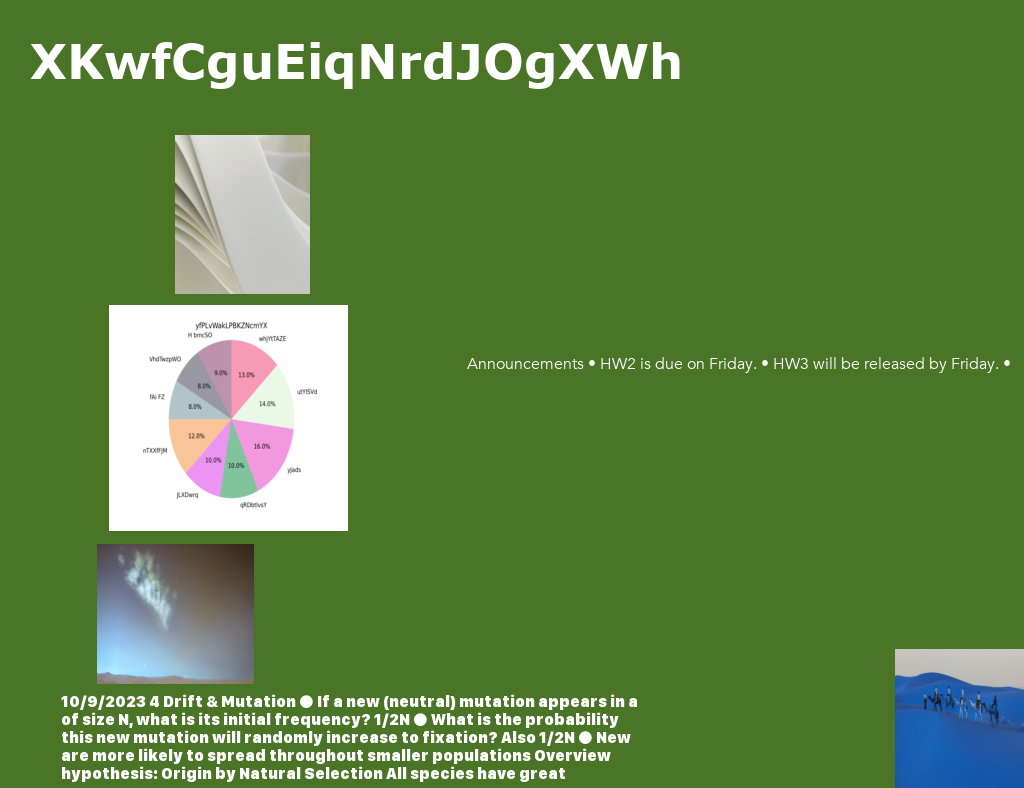 XKwfCguEiqNrdJOgXWh
yfPLvWakLPBKZNcmYX
H bmcSO
whjYtTAZE
VhdTwzpWO
9.0%
13.0%
8.0%
utYlSVd
fAi FZ
8.0%
14.0%
12.0%
16.0%
nTXXfFJM
10.0%
10.0%
yJads
JLXDwrq
qRDbtIvsY
Announcements • HW2 is due on Friday. • HW3 will be released by Friday. •
10/9/2023 4 Drift & Mutation ● If a new (neutral) mutation appears in a
of size N, what is its initial frequency? 1/2N ● What is the probability
this new mutation will randomly increase to fixation? Also 1/2N ● New
are more likely to spread throughout smaller populations Overview
hypothesis: Origin by Natural Selection All species have great